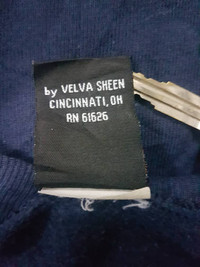 by VELVA SHEEN
CINCINNATI, OH
RN 61626